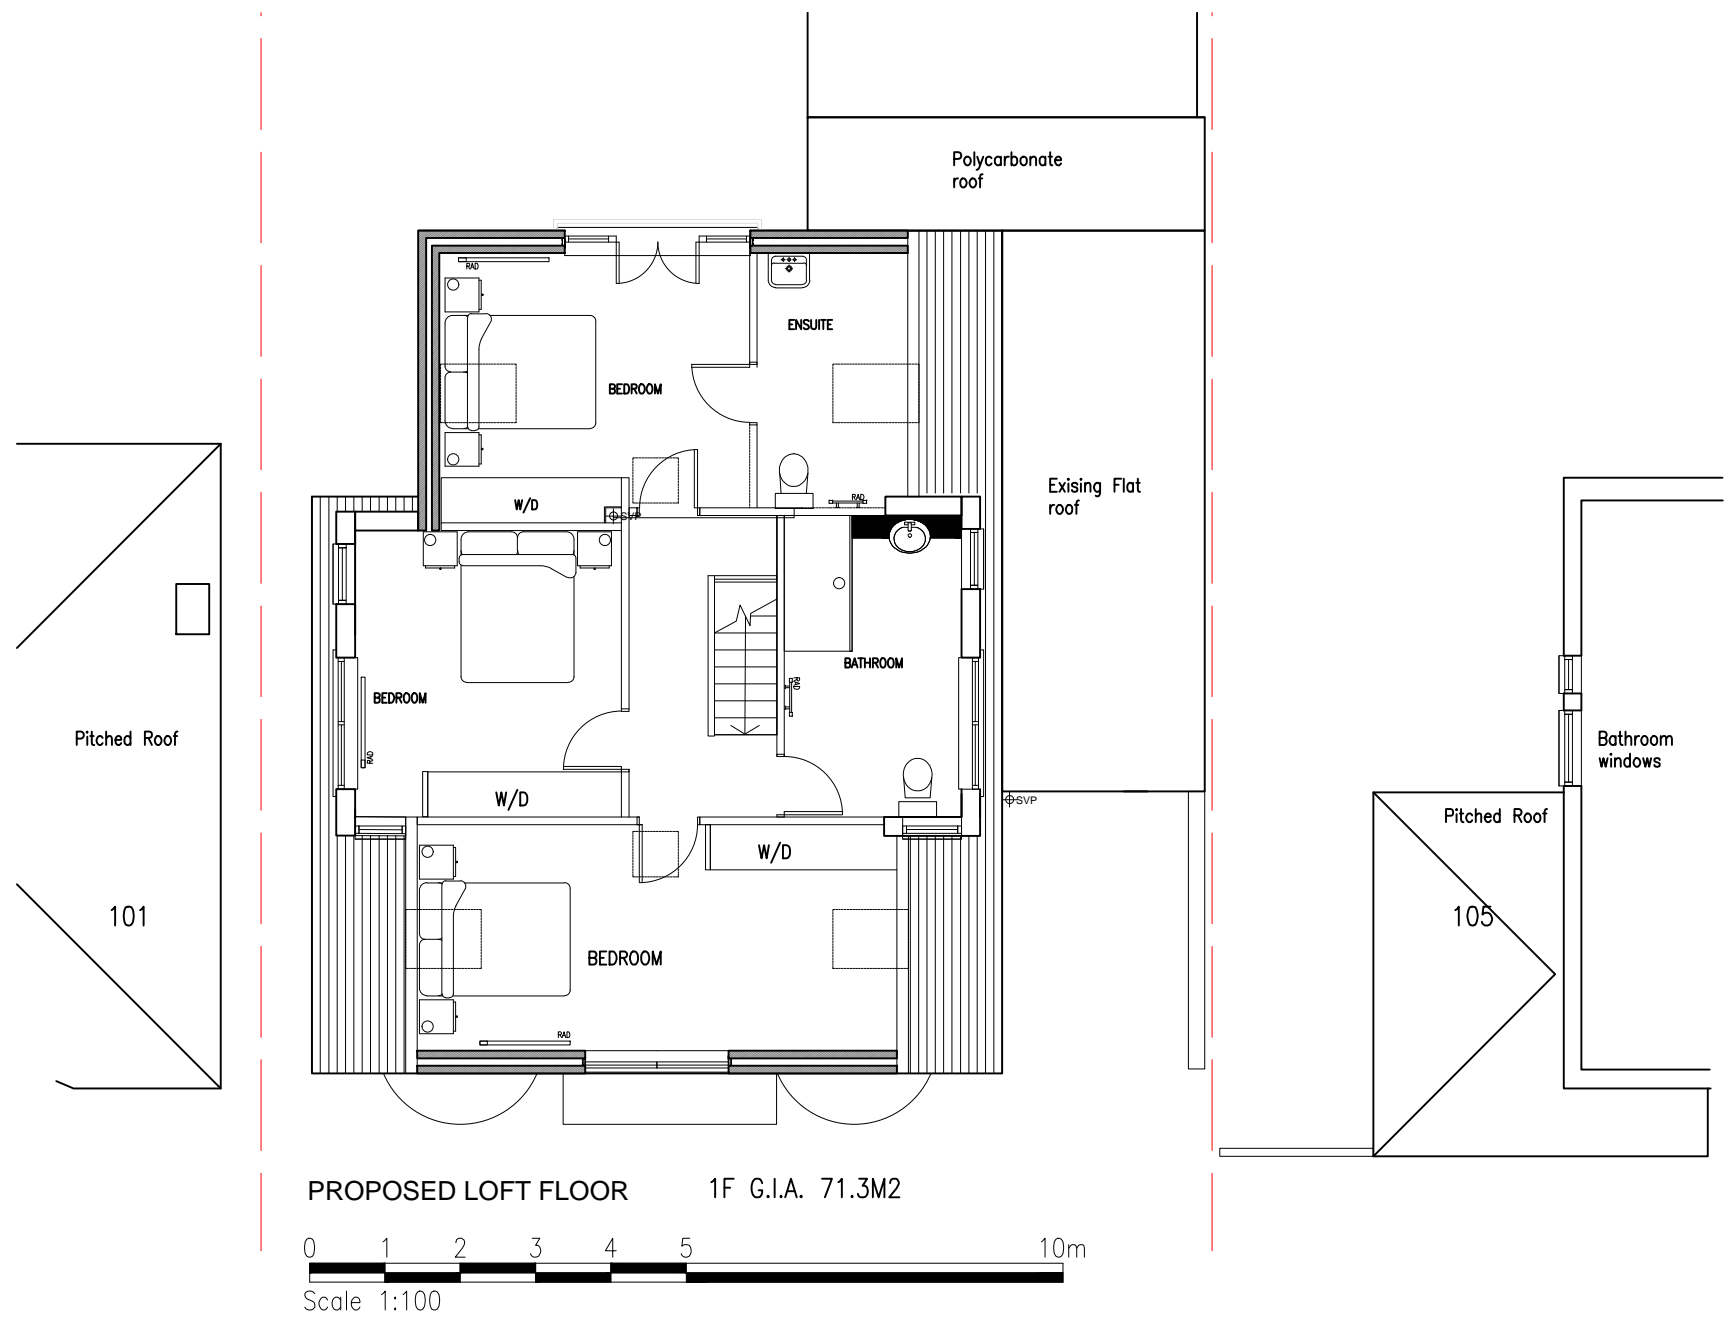 Polycarbonate
roof
RAD
ENSUITE
BEDROOM
Exising Flat
roof
W/D
RAD
SVP
BATHROOM
RAD
BEDROOM
RAD
Pitched Roof
Bathroom
windows
W/D
SVP
Pitched Roof
W/D
101
105
BEDROOM
RAD
PROPOSED LOFT FLOOR
1F G.I.A. 71.3M2
0 1 2 3 4 5 10m
Scale 1:100